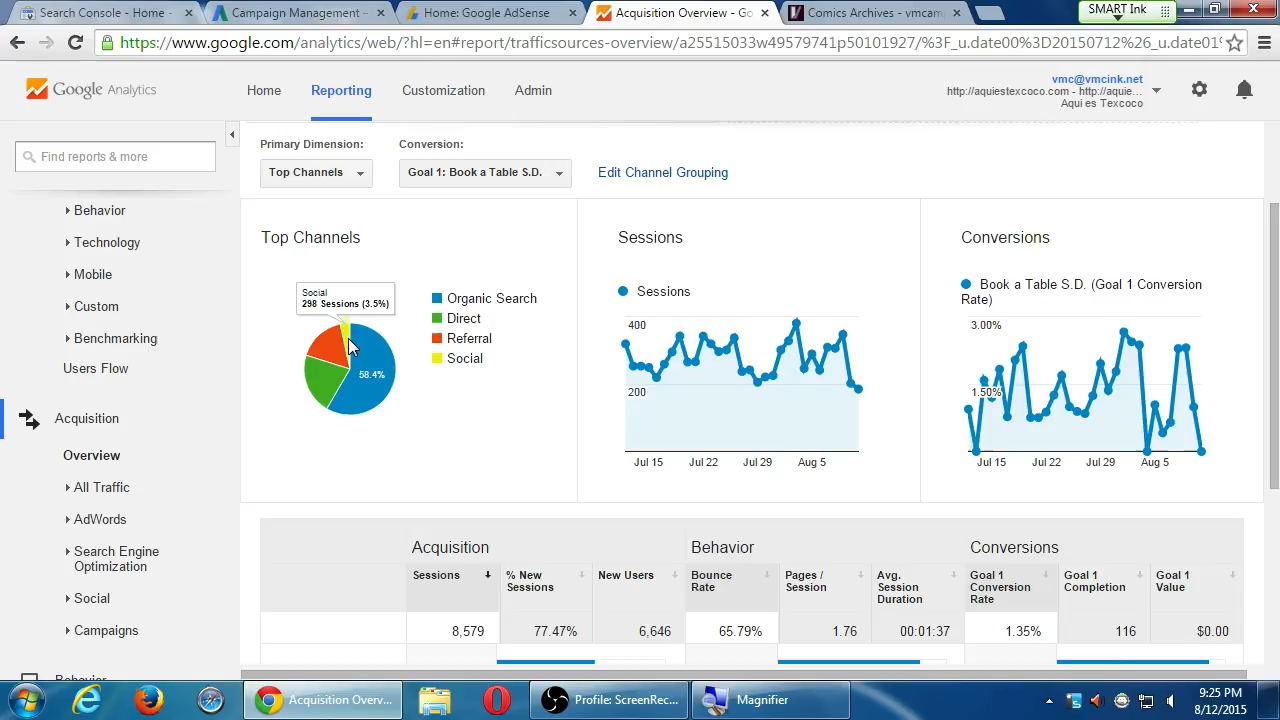 Search Console - Home -
Campaign Management -
Home: Google AdSense
Acquisition Overview - Go
Comics Archives - vmcam
SMART Ink
https://www.google.com/analytics/web/?hl=en#report/trafficsources-overview/a25515033w49579741p50101927/%3F_u.date00%3D20150712%26_u.date01
Google Analytics
Home
Reporting
Customization
Admin
vmc@vmcink.net
http://aquiestexcoco.com - http://aquie...
Aqui es Texcoco
Find reports & more
Behavior
Technology
Mobile
Custom
Benchmarking
Users Flow
Acquisition
Overview
All Traffic
AdWords
Search Engine
Optimization
Social
Campaigns
Behavior
Primary Dimension:
Conversion:
Top Channels
Goal 1: Book a Table S.D.
Edit Channel Grouping
Top Channels
Social
298 Sessions (3.5%)
58.4%
Organic Search
Direct
Referral
Social
Sessions
Sessions
400
200
Jul 15 Jul 22 Jul 29 Aug 5
Conversions
Book a Table S.D. (Goal 1 Conversion
Rate)
3.00%
1.50%
Jul 15 Jul 22 Jul 29 Aug 5
Acquisition Behavior Conversions
Sessions
% New
Sessions
New Users
Bounce
Rate
Pages /
Session
Avg.
Session
Duration
Goal 1
Conversion
Rate
Goal 1
Completion
Goal 1
Value
8,579 77.47% 6,646 65.79% 1.76 00:01:37 1.35% 116 $0.00
Acquisition Overv...
Profile: ScreenRec...
Magnifier
9:25 PM
8/12/2015